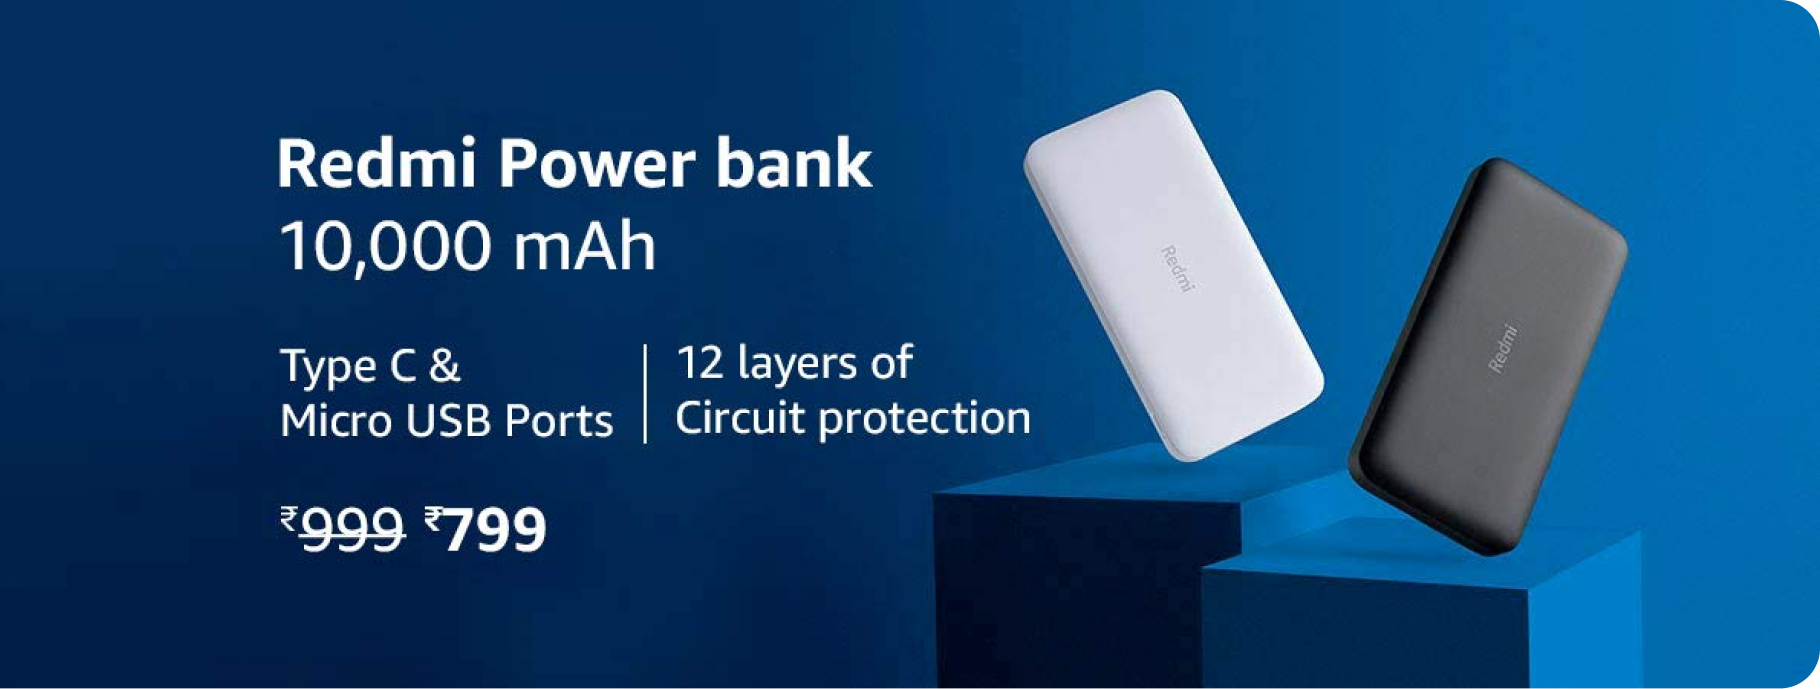 Redmi Power bank
10,000 mAh
Type C &
Micro USB Ports
12 layers of
Circuit protection
₹999 ₹799
Redmi
Redmi